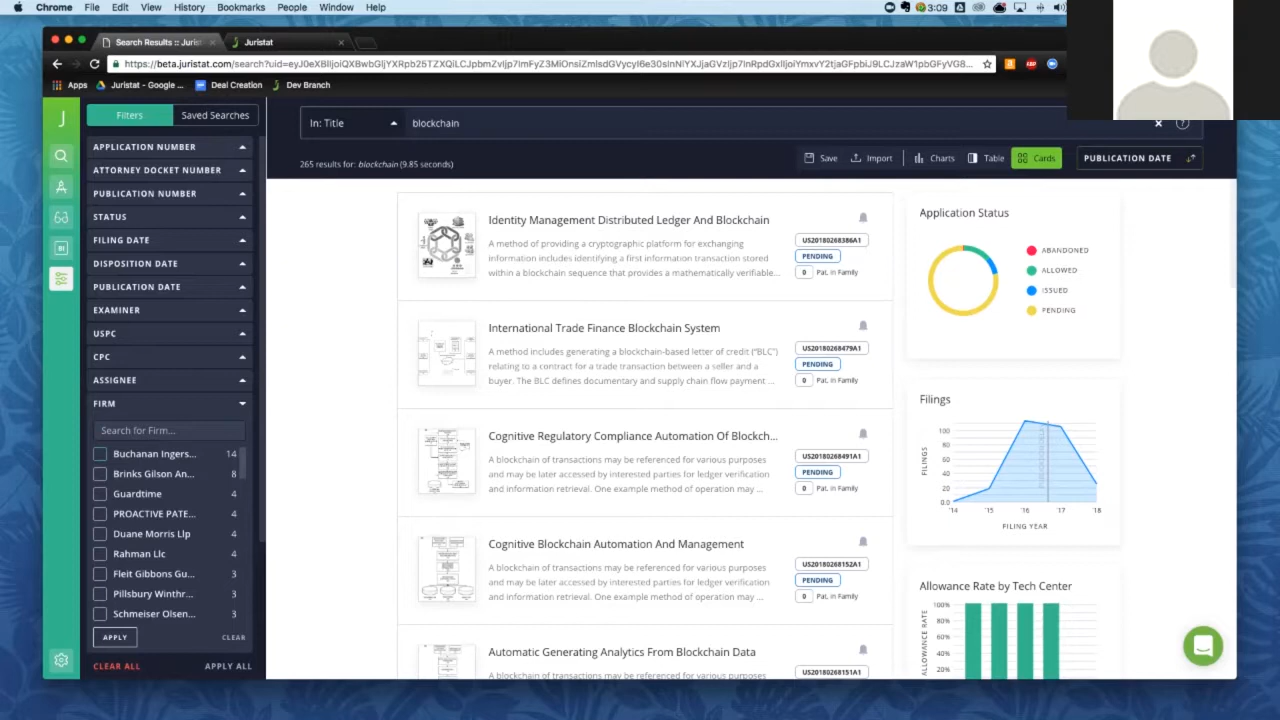 Chrome File Edit View History Bookmarks People Window Help 3:09
Search Results :: Juris Juristat
https://beta.juristat.com/search?uid=
Apps Juristat - Google ... Deal Creation Dev Branch
Filters Saved Searches
In: Title blockchain
265 results for: blockchain (9.85 seconds)
Save Import Charts Table Cards PUBLICATION DATE
APPLICATION NUMBER
ATTORNEY DOCKET NUMBER
PUBLICATION NUMBER
STATUS
FILING DATE
DISPOSITION DATE
PUBLICATION DATE
EXAMINER
USPC
CPC
ASSIGNEE
FIRM
Search for Firm...
Buchanan Ingers... 14
Brinks Gilson An... 8
Guardtime 4
PROACTIVE PATE... 4
Duane Morris Llp 4
Rahman Llc 4
Fleit Gibbons Gu... 3
Pillsbury Winthr... 3
Schmeiser Olsen... 3
APPLY CLEAR
CLEAR ALL APPLY ALL
Identity Management Distributed Ledger And Blockchain
A method of providing a cryptographic platform for exchanging
information includes identifying a first information transaction stored
within a blockchain sequence that provides a mathematically verifiable...
US20180268386A1
PENDING
0 Pat. in Family
International Trade Finance Blockchain System
A method includes generating a blockchain-based letter of credit ("BLC")
relating to a contract for a trade transaction between a seller and a
buyer. The BLC defines documentary and supply chain flow payment ...
US20180268479A1
PENDING
0 Pat. in Family
Cognitive Regulatory Compliance Automation Of Blockch...
A blockchain of transactions may be referenced for various purposes
and may be later accessed by interested parties for ledger verification
and information retrieval. One example method of operation may ...
US20180268491A1
PENDING
0 Pat. in Family
Cognitive Blockchain Automation And Management
A blockchain of transactions may be referenced for various purposes
and may be later accessed by interested parties for ledger verification
and information retrieval. One example method of operation may ...
US20180268152A1
PENDING
0 Pat. in Family
Automatic Generating Analytics From Blockchain Data
A blockchain of transactions may be referenced for various purposes
US20180268151A1
Application Status
ABANDONED
ALLOWED
ISSUED
PENDING
Filings
FILINGS
100
80
60
40
20
0.0
'14 '15 '16 '17 '18
FILING YEAR
Allowance Rate by Tech Center
ALLOWANCE RATE
100%
80%
60%
40%
20%